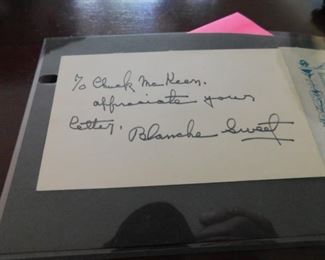 To Chuck McKeen.
appreciate your
letter, Blanche Sweet